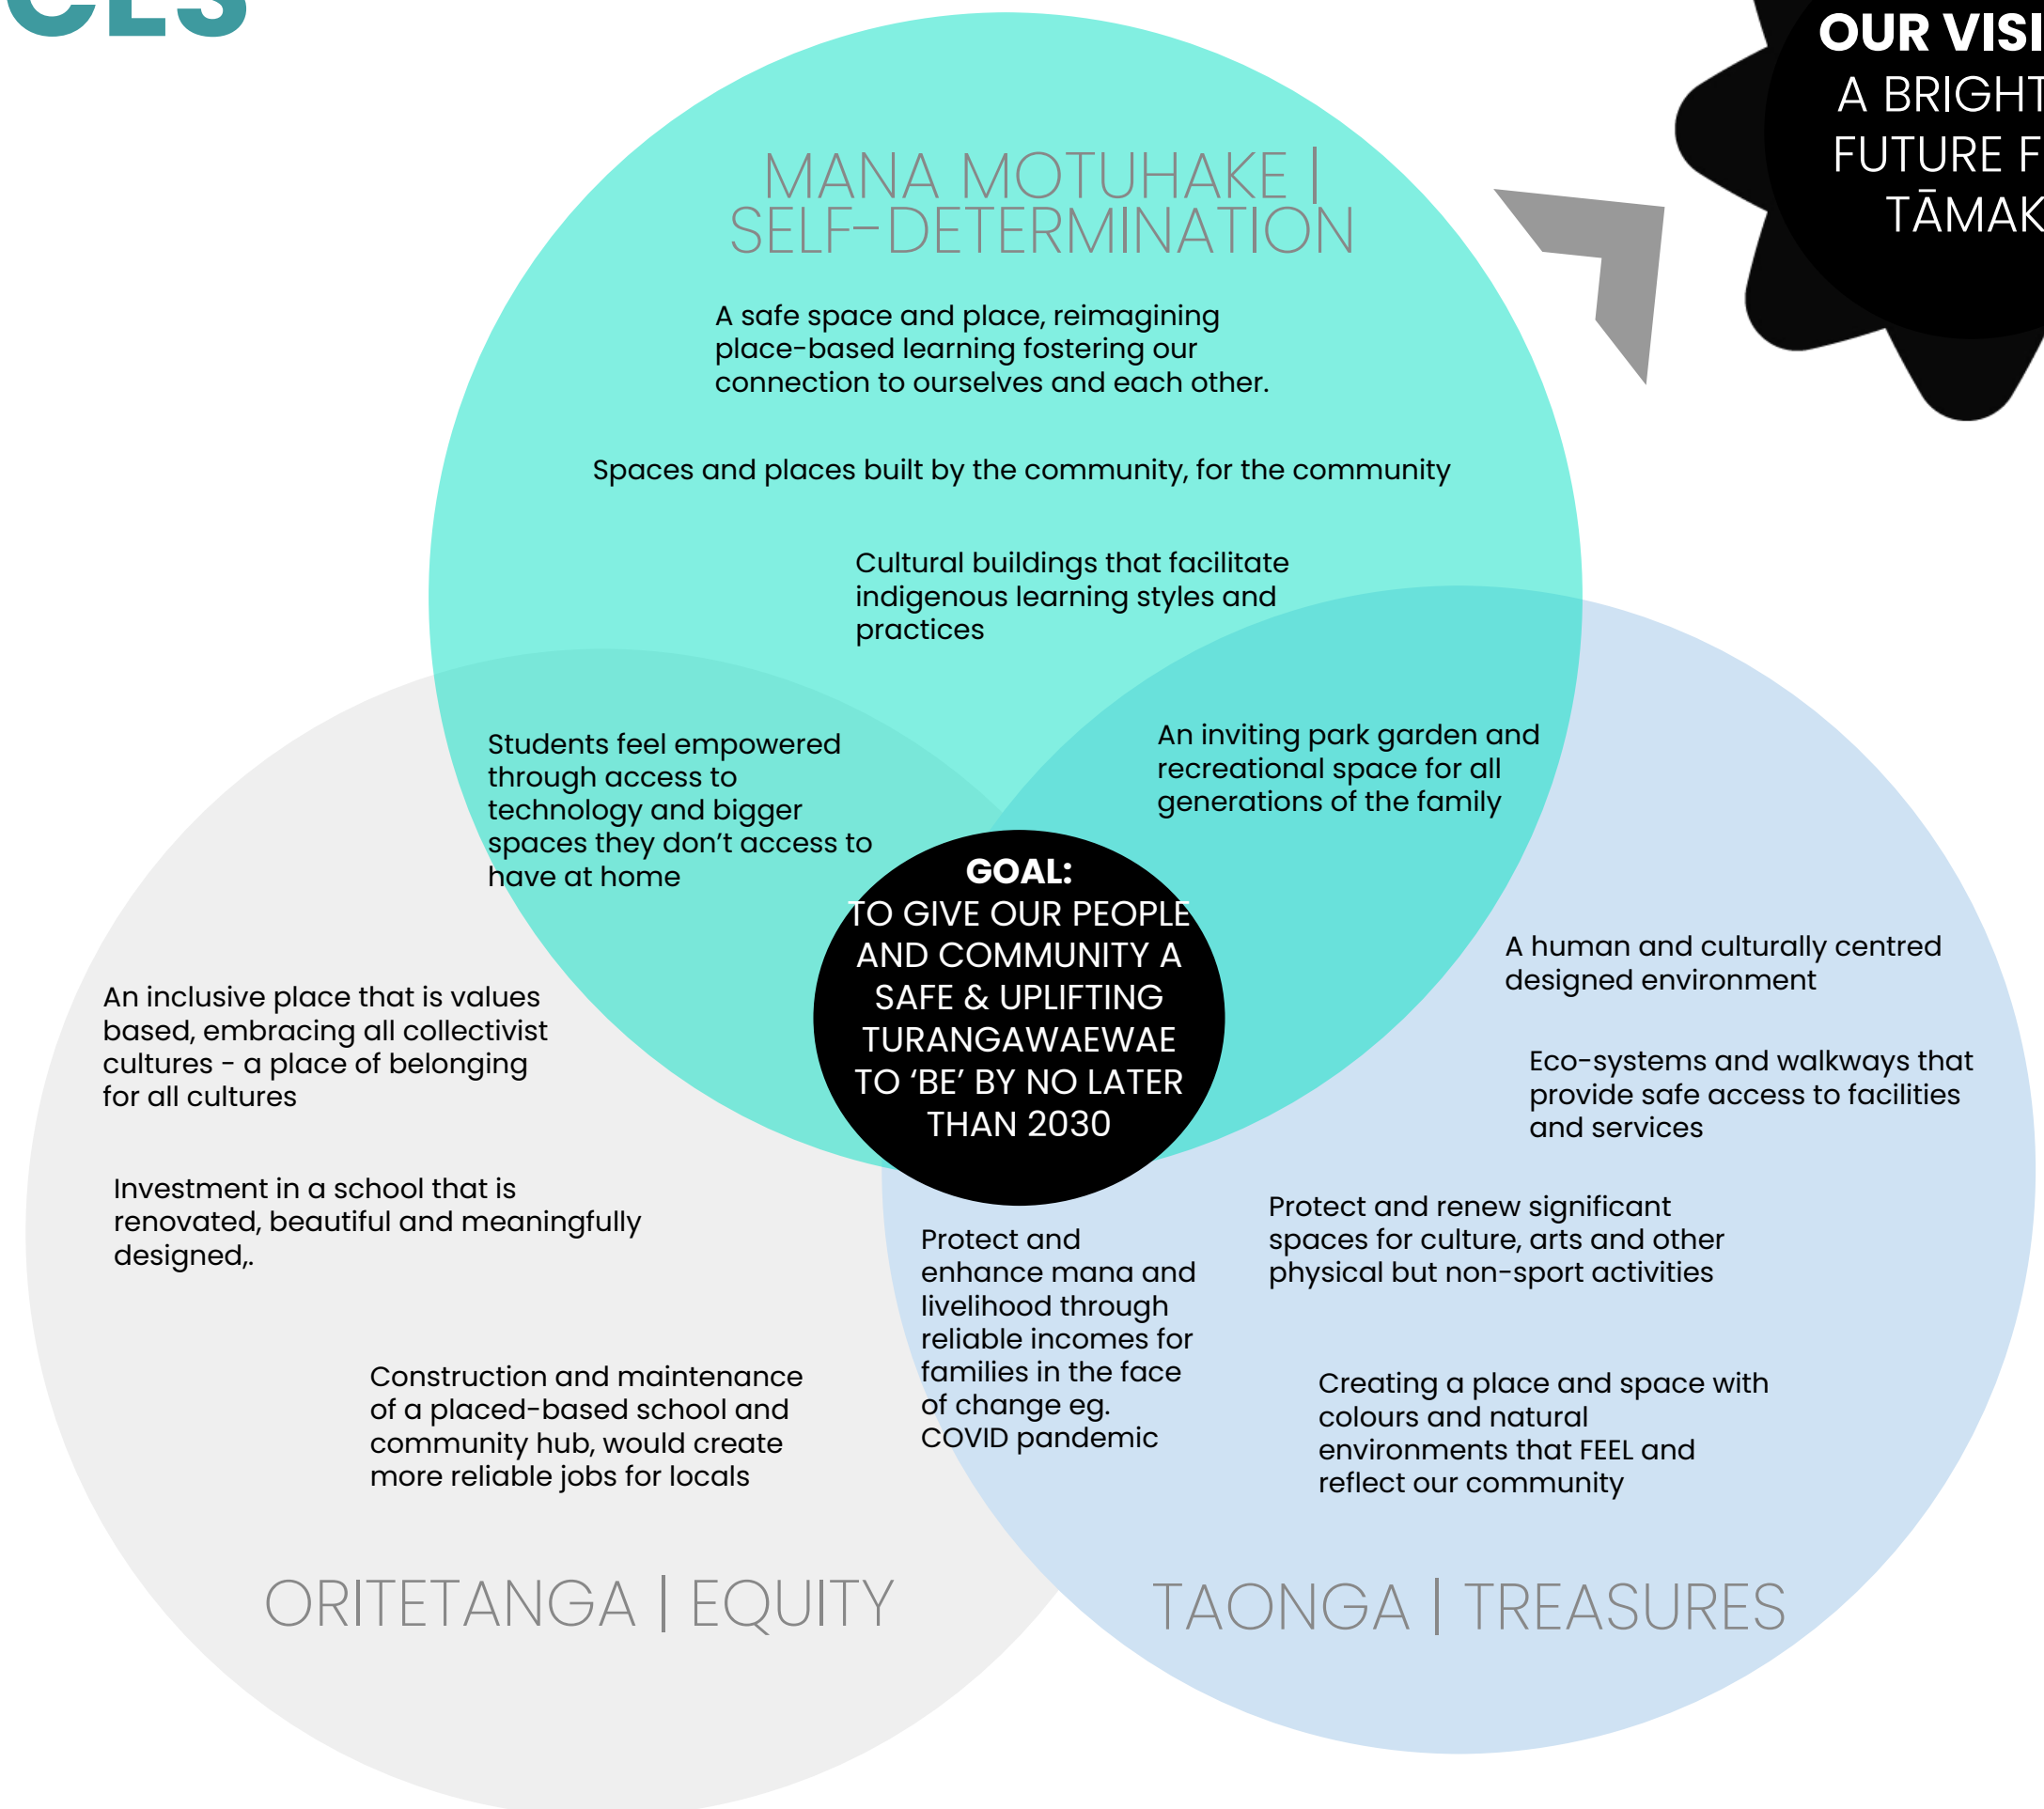 CES
OUR VISI
A BRIGHT
FUTURE F
TĀMAK
MANA MOTUHAKE |
SELF-DETERMINATION
A safe space and place, reimagining
place-based learning fostering our
connection to ourselves and each other.
Spaces and places built by the community, for the community
Cultural buildings that facilitate
indigenous learning styles and
practices
Students feel empowered
through access to
technology and bigger
spaces they don’t access to
have at home
An inviting park garden and
recreational space for all
generations of the family
GOAL:
TO GIVE OUR PEOPLE
AND COMMUNITY A
SAFE & UPLIFTING
TURANGAWAEWAE
TO ‘BE’ BY NO LATER
THAN 2030
An inclusive place that is values
based, embracing all collectivist
cultures - a place of belonging
for all cultures
Investment in a school that is
renovated, beautiful and meaningfully
designed,.
Construction and maintenance
of a placed-based school and
community hub, would create
more reliable jobs for locals
Protect and
enhance mana and
livelihood through
reliable incomes for
families in the face
of change eg.
COVID pandemic
A human and culturally centred
designed environment
Eco-systems and walkways that
provide safe access to facilities
and services
Protect and renew significant
spaces for culture, arts and other
physical but non-sport activities
Creating a place and space with
colours and natural
environments that FEEL and
reflect our community
ORITETANGA | EQUITY
TAONGA | TREASURES